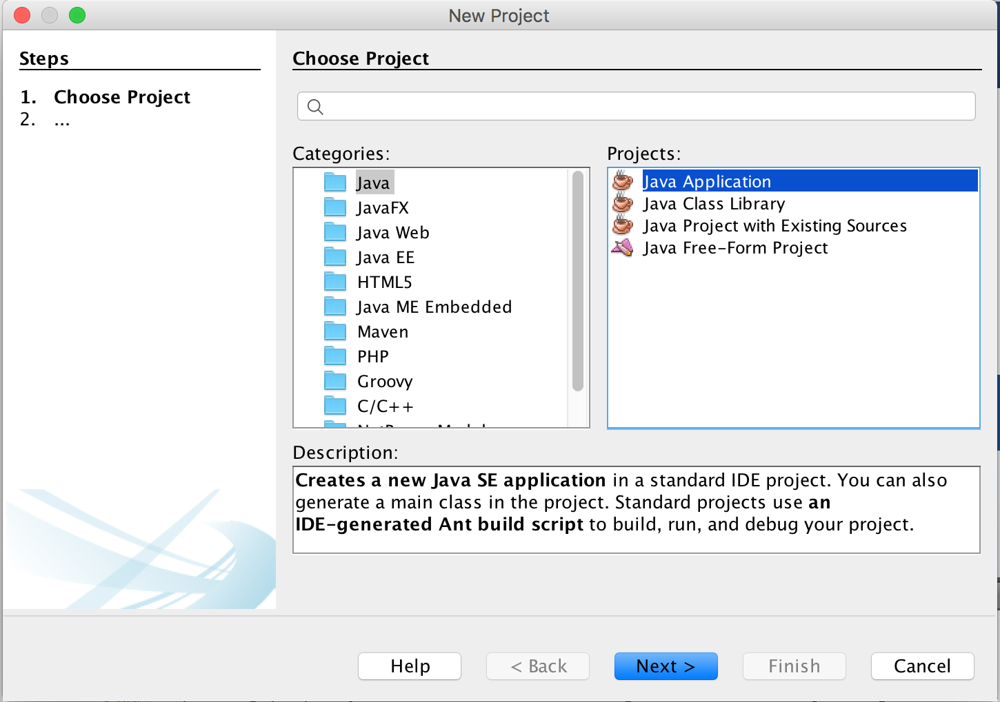 New Project
Steps
1. Choose Project
2. ...
Choose Project
Categories:
Java
JavaFX
Java Web
Java EE
HTML5
Java ME Embedded
Maven
PHP
Groovy
C/C++
Projects:
Java Application
Java Class Library
Java Project with Existing Sources
Java Free-Form Project
Description:
Creates a new Java SE application in a standard IDE project. You can also
generate a main class in the project. Standard projects use an
IDE-generated Ant build script to build, run, and debug your project.
Help
< Back
Next >
Finish
Cancel